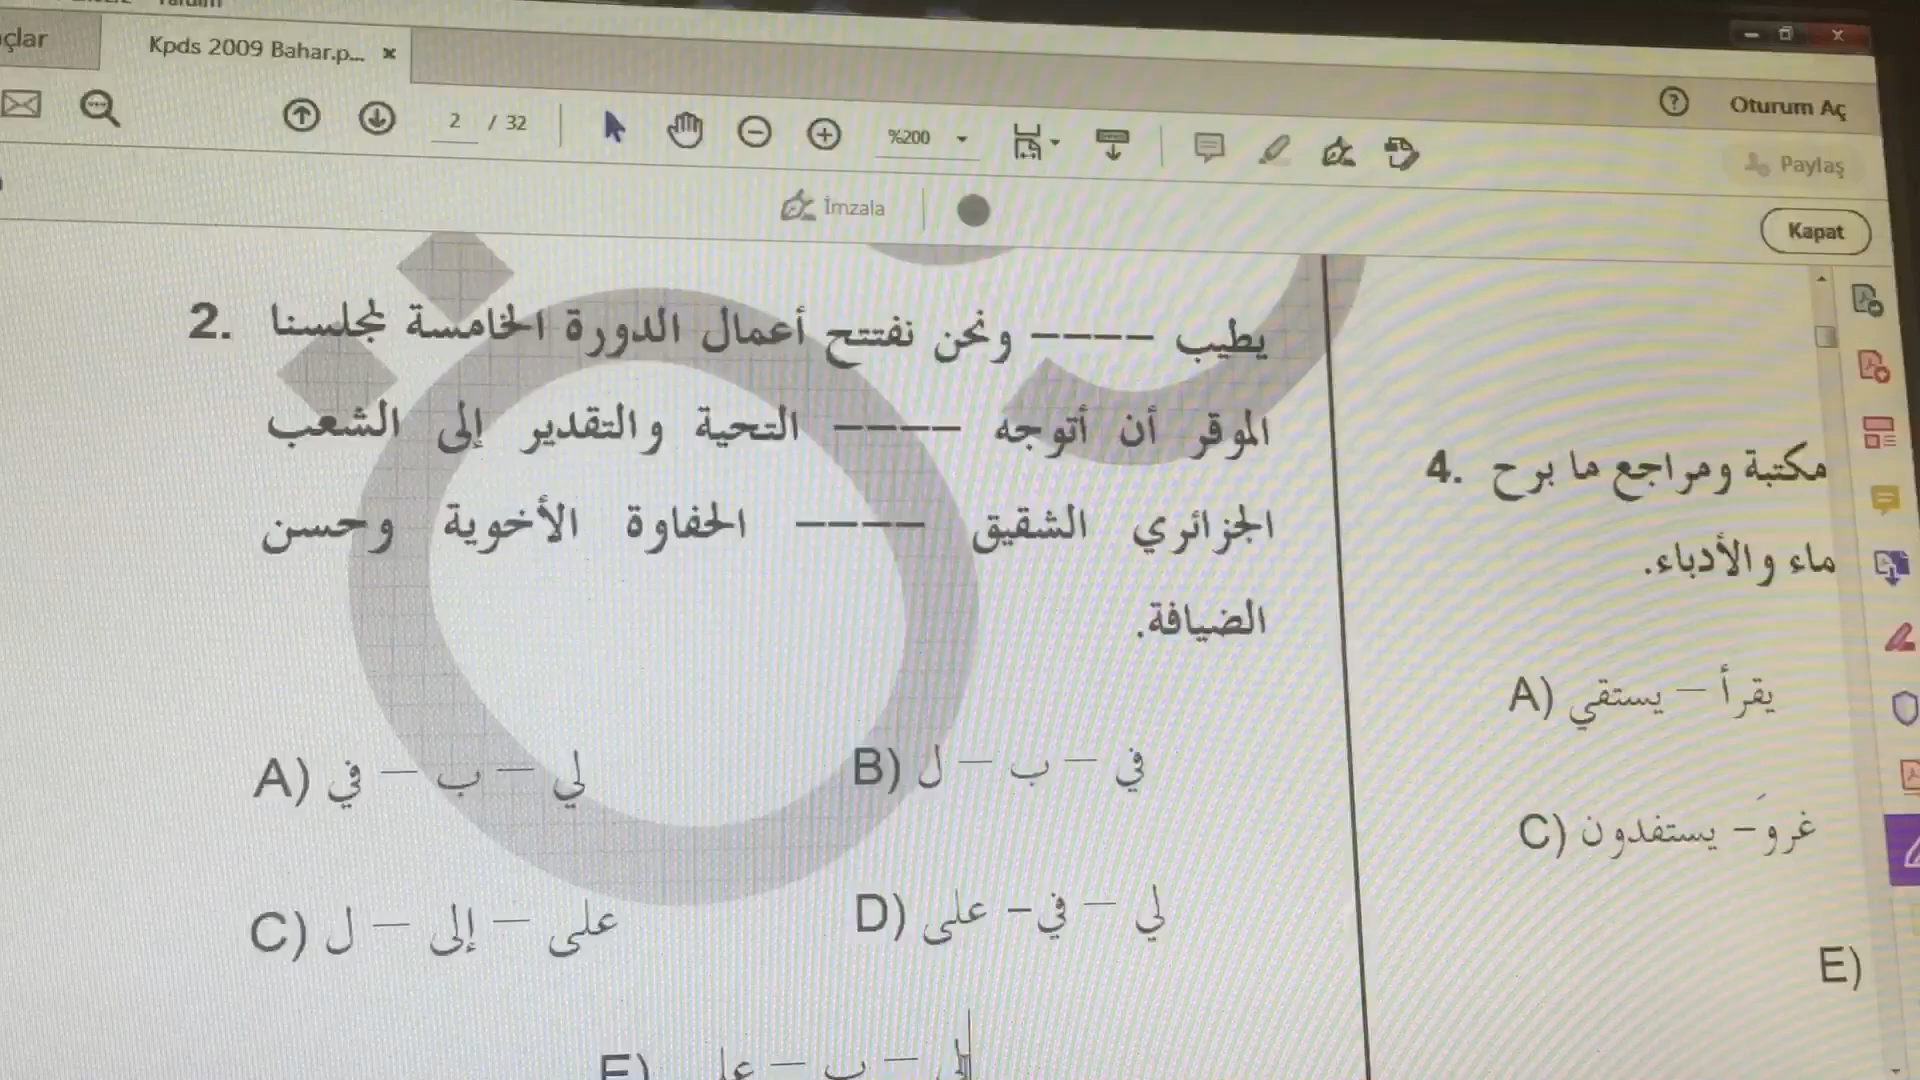 Yardım
Kpds 2009 Bahar.p...
Oturum Aç
2 / 32
%200
Paylaş
İmzala
Kapat
2. يطيب ---- ونحن نفتتح أعمال الدورة الخامسة لمجلسنا
الموقر أن أتوجه ---- التحية والتقدير إلى الشعب
الجزائري الشقيق ---- الحفاوة الأخوية وحسن
الضيافة.
A) لي – ب – في
B) في – ب – ل
C) على – إلى – ل
D) لي – في – على
E)
4. مكتبة ومراجع ما برح
ماء والأدباء.
A) يقرأ – يستقي
C) غروَ – يستفدون
E)